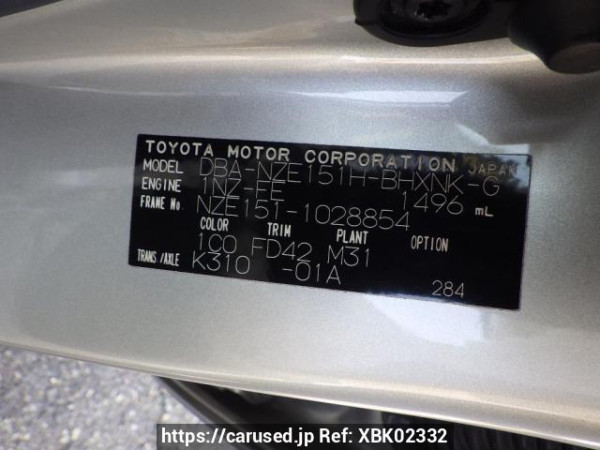 TOYOTA MOTOR CORPORATION JAPAN
MODEL DBA-NZE151H-BHXNK-G
ENGINE 1NZ-FE 1496 mL
FRAME No. NZE151-1028854
COLOR TRIM PLANT OPTION
1C0 FD42 M31
TRANS/AXLE K310 -01A
284
https://carused.jp Ref: XBK02332